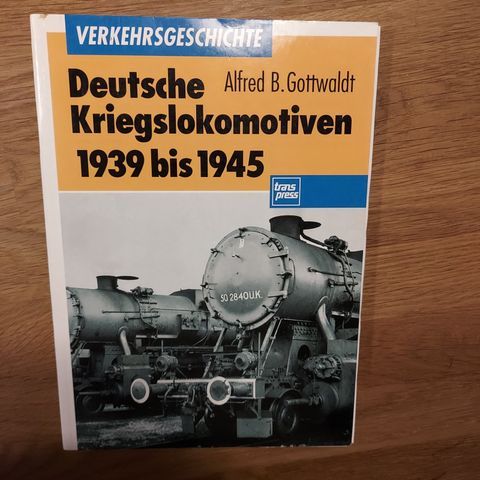 VERKEHRSGESCHICHTE
Deutsche Alfred B. Gottwaldt
Kriegslokomotiven
1939 bis 1945
trans
press
50 2840 Ü.K.